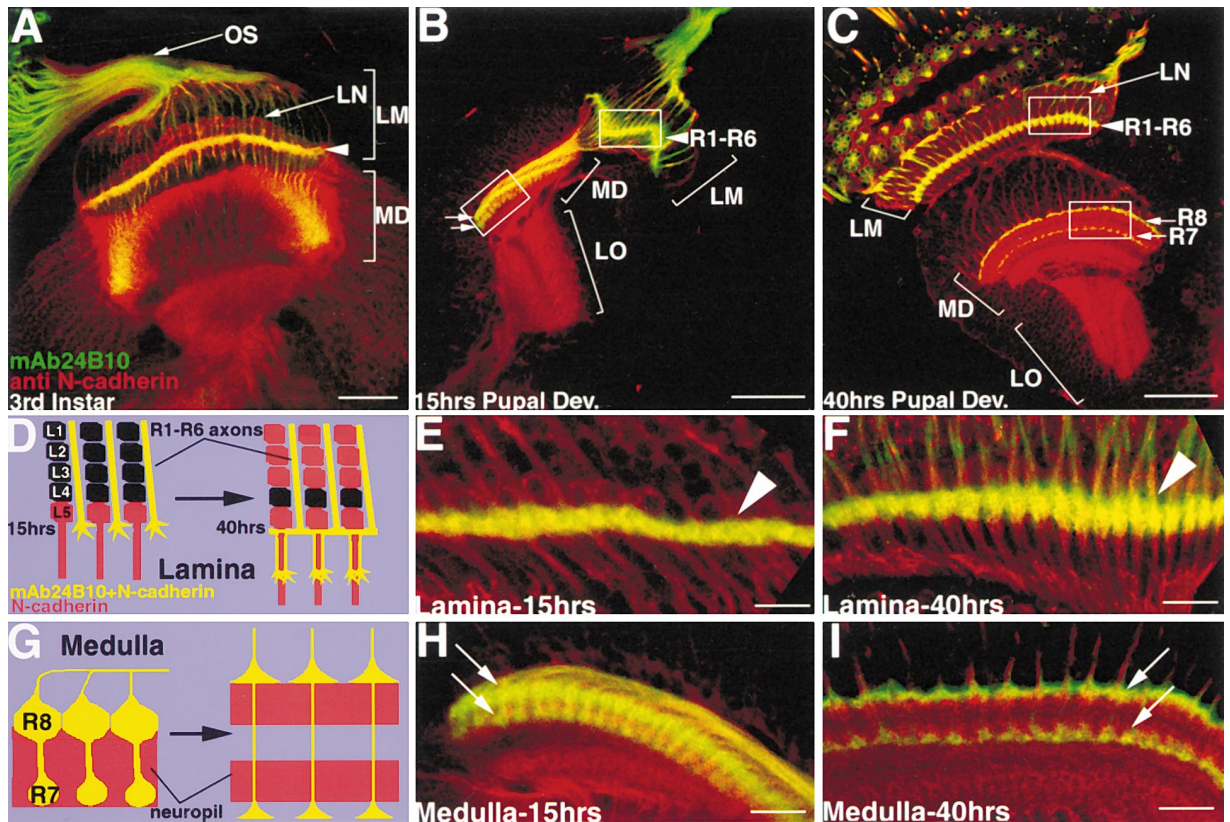 A
OS
LN
LM
MD
mAb24B10
anti N-cadherin
3rd Instar
B
R1-R6
MD
LM
LO
15hrs Pupal Dev.
C
LN
R1-R6
LM
R8
R7
MD
LO
40hrs Pupal Dev.
D
L1
L2
L3
L4
L5
R1-R6 axons
15hrs
40hrs
Lamina
mAb24B10+N-cadherin
N-cadherin
E
Lamina-15hrs
F
Lamina-40hrs
G
Medulla
R8
R7
neuropil
H
Medulla-15hrs
I
Medulla-40hrs